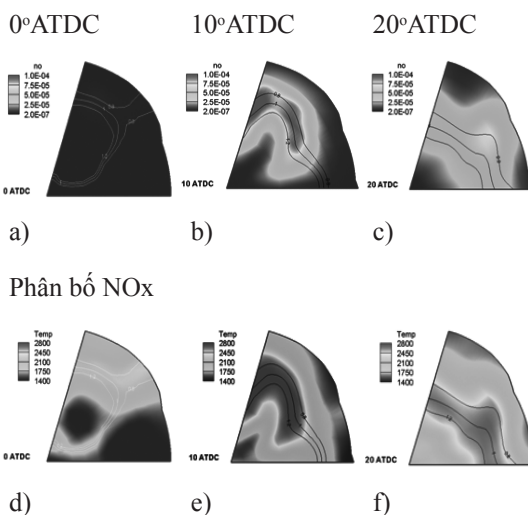 0°ATDC 10°ATDC 20°ATDC
no
1.0E-04
7.5E-05
5.0E-05
2.5E-05
2.0E-07
0 ATDC
no
1.0E-04
7.5E-05
5.0E-05
2.5E-05
2.0E-07
10 ATDC
no
1.0E-04
7.5E-05
5.0E-05
2.5E-05
2.0E-07
20 ATDC
a) b) c)
Phân bố NOx
Temp
2800
2450
2100
1750
1400
0 ATDC
Temp
2800
2450
2100
1750
1400
10 ATDC
Temp
2800
2450
2100
1750
1400
20 ATDC
d) e) f)